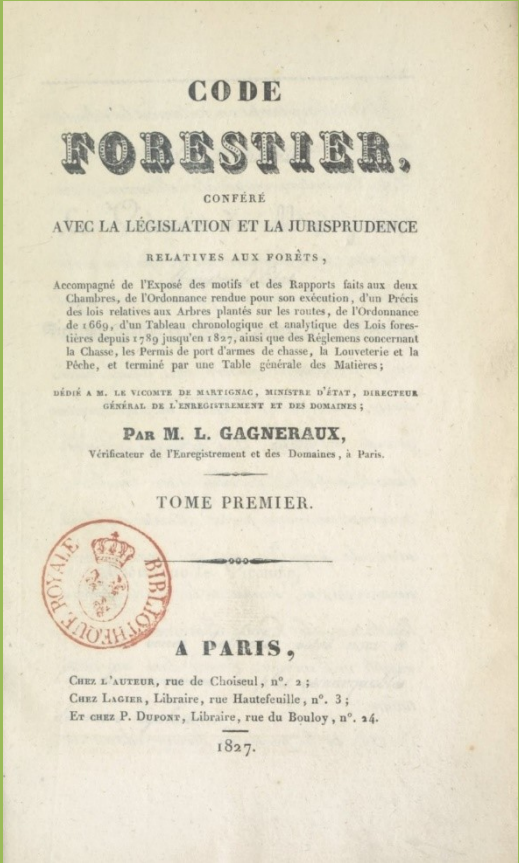 CODE
FORESTIER,
CONFÉRÉ
AVEC LA LÉGISLATION ET LA JURISPRUDENCE
RELATIVES AUX FORÊTS,
Accompagné de l'Exposé des motifs et des Rapports faits aux deux
Chambres, de l'Ordonnance rendue pour son exécution, d'un Précis
des lois relatives aux Arbres plantés sur les routes, de l'Ordonnance
de 1669, d'un Tableau chronologique et analytique des Lois fores-
tières depuis 1789 jusqu'en 1827, ainsi que des Règlemens concernant
la Chasse, les Permis de port d'armes de chasse, la Louveterie et la
Pêche, et terminé par une Table générale des Matières;
DÉDIÉ A M. LE VICOMTE DE MARTIGNAC, MINISTRE D'ÉTAT, DIRECTEUR
GÉNÉRAL DE L'ENREGISTREMENT ET DES DOMAINES;
PAR M. L. GAGNERAUX,
Vérificateur de l'Enregistrement et des Domaines, à Paris.
TOME PREMIER.
BIBLIOTHEQUE ROYALE
A PARIS,
CHEZ L'AUTEUR, rue de Choiseul, nº. 2;
CHEZ LAGIER, Libraire, rue Hautefeuille, nº. 3;
ET CHEZ P. DUPONT, Libraire, rue du Bouloy, nº. 24.
1827.